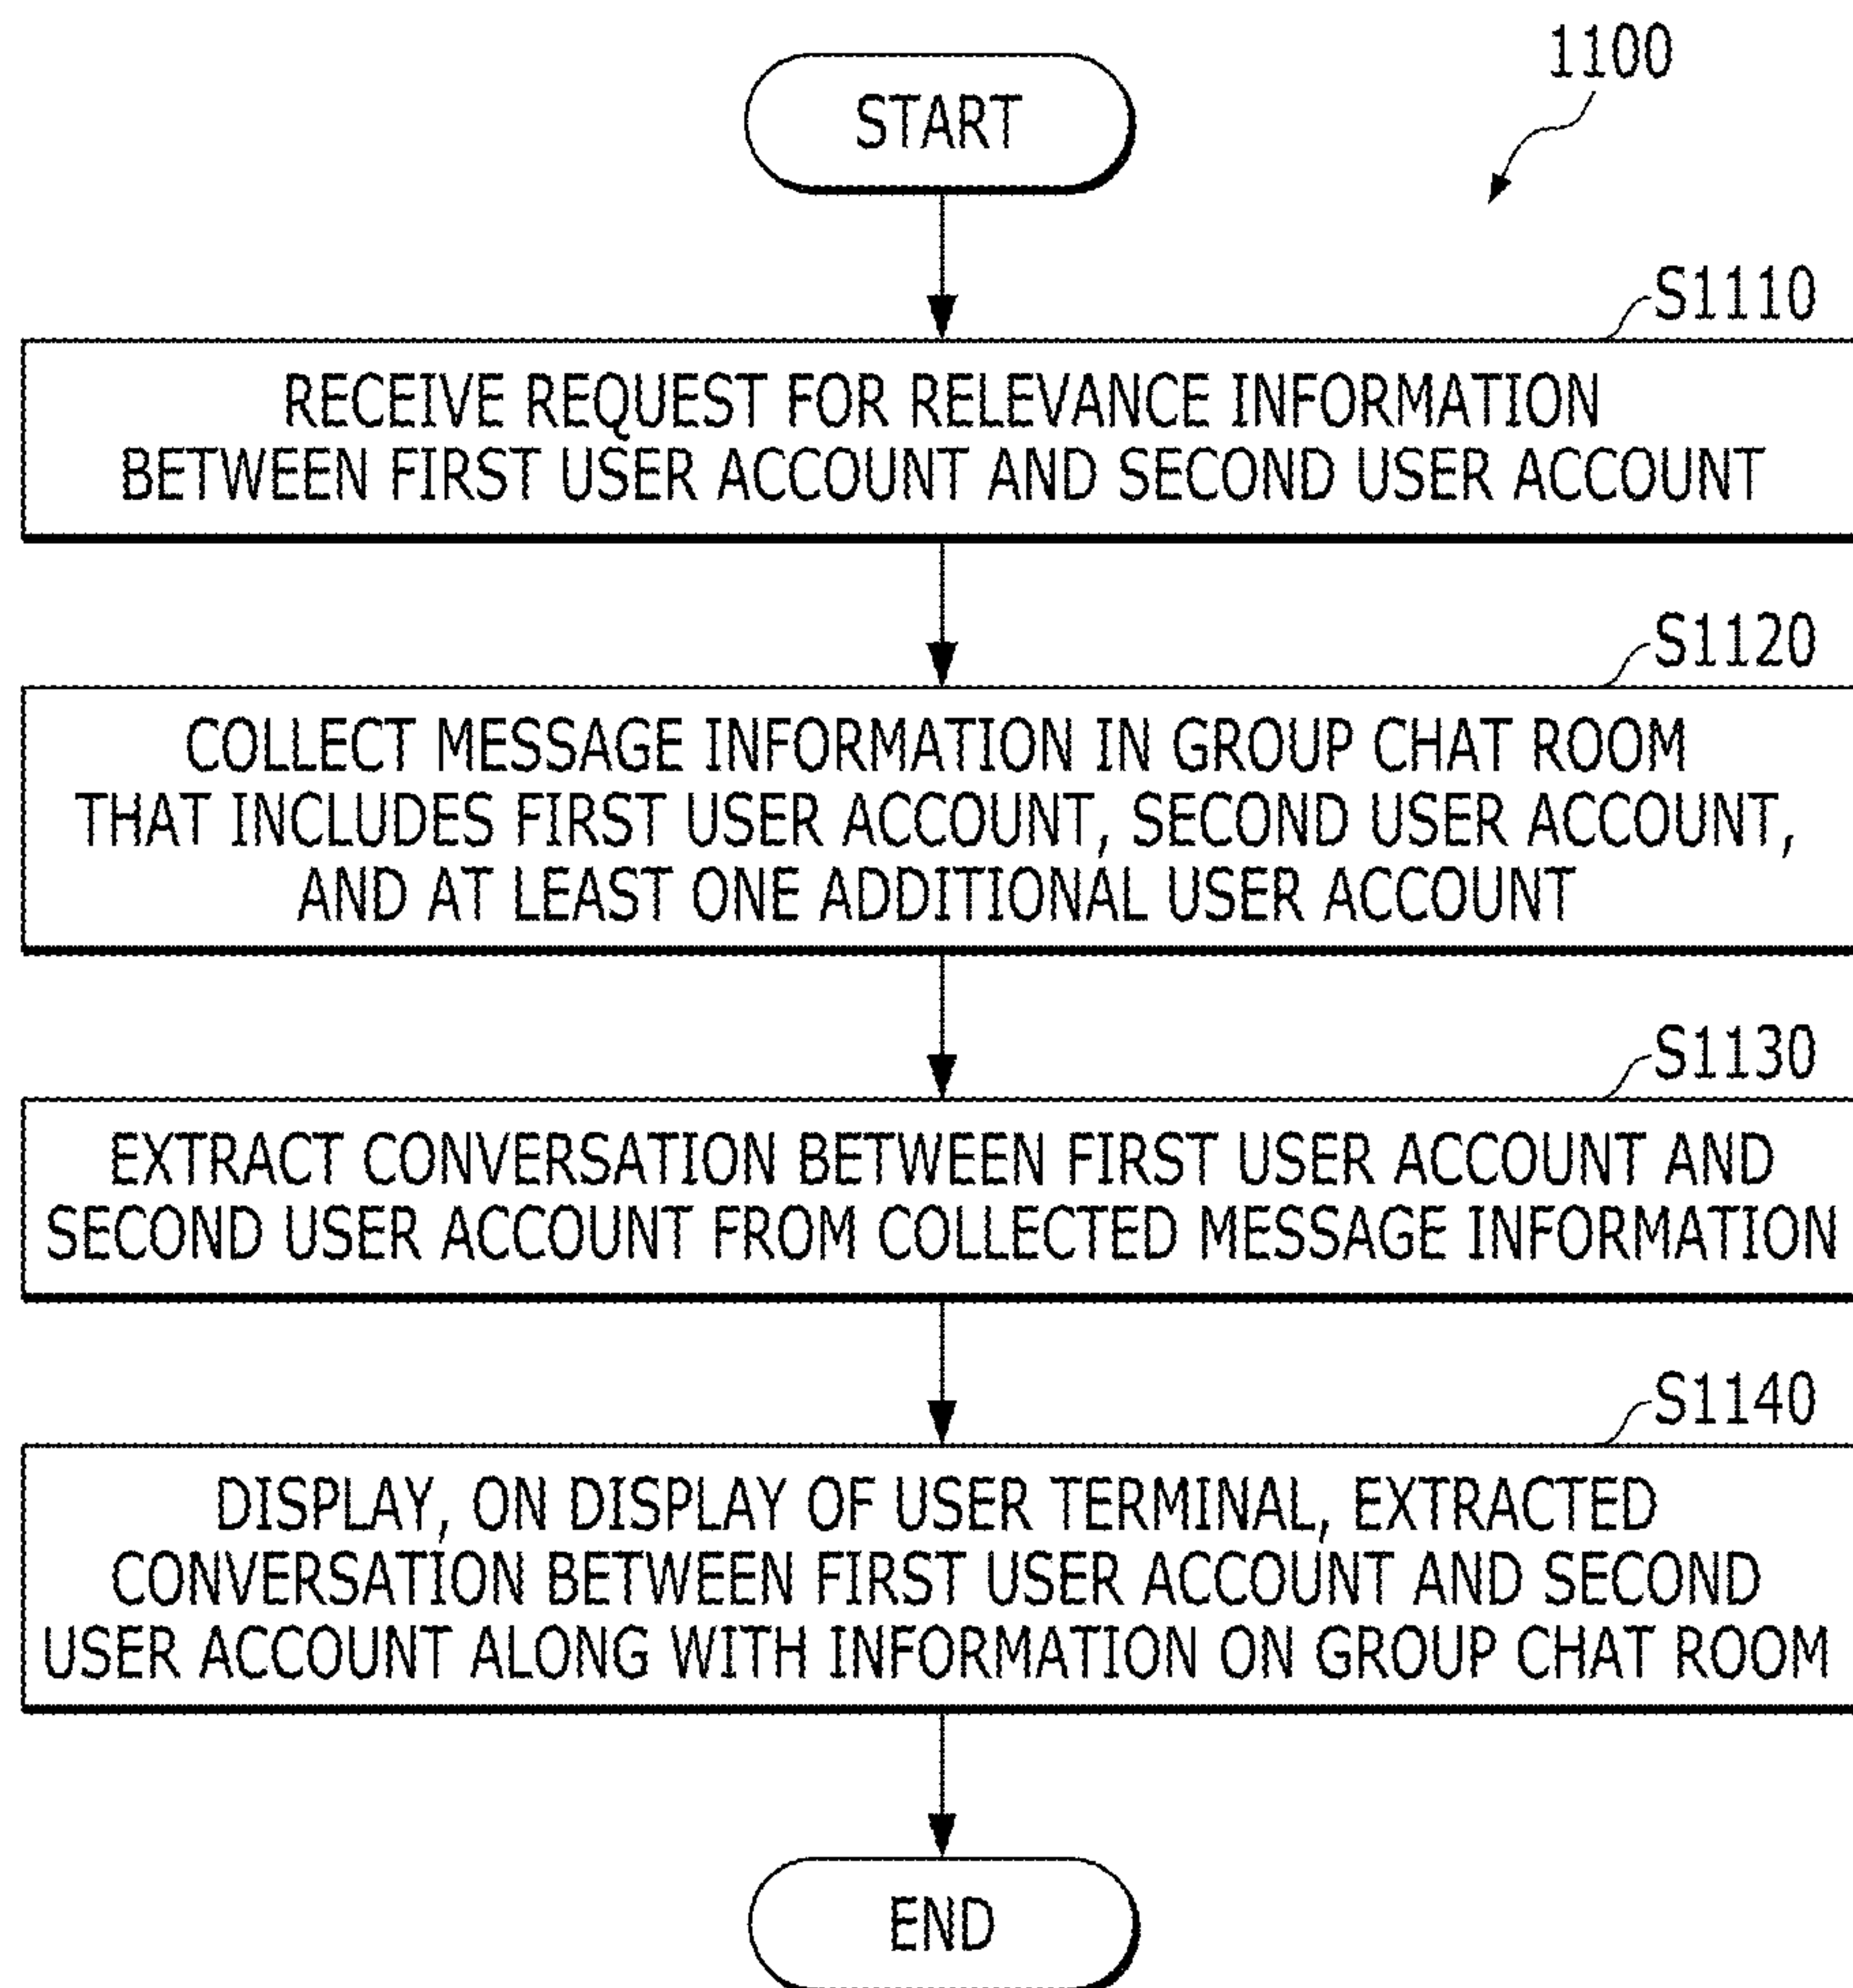 1100
START
S1110
RECEIVE REQUEST FOR RELEVANCE INFORMATION
BETWEEN FIRST USER ACCOUNT AND SECOND USER ACCOUNT
S1120
COLLECT MESSAGE INFORMATION IN GROUP CHAT ROOM
THAT INCLUDES FIRST USER ACCOUNT, SECOND USER ACCOUNT,
AND AT LEAST ONE ADDITIONAL USER ACCOUNT
S1130
EXTRACT CONVERSATION BETWEEN FIRST USER ACCOUNT AND
SECOND USER ACCOUNT FROM COLLECTED MESSAGE INFORMATION
S1140
DISPLAY, ON DISPLAY OF USER TERMINAL, EXTRACTED
CONVERSATION BETWEEN FIRST USER ACCOUNT AND SECOND
USER ACCOUNT ALONG WITH INFORMATION ON GROUP CHAT ROOM
END